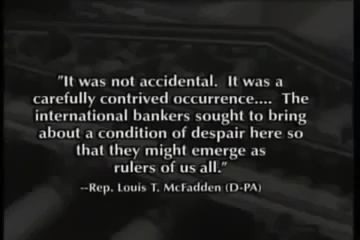 "It was not accidental. It was a
carefully contrived occurrence.... The
international bankers sought to bring
about a condition of despair here so
that they might emerge as
rulers of us all."
--Rep. Louis T. McFadden (D-PA)